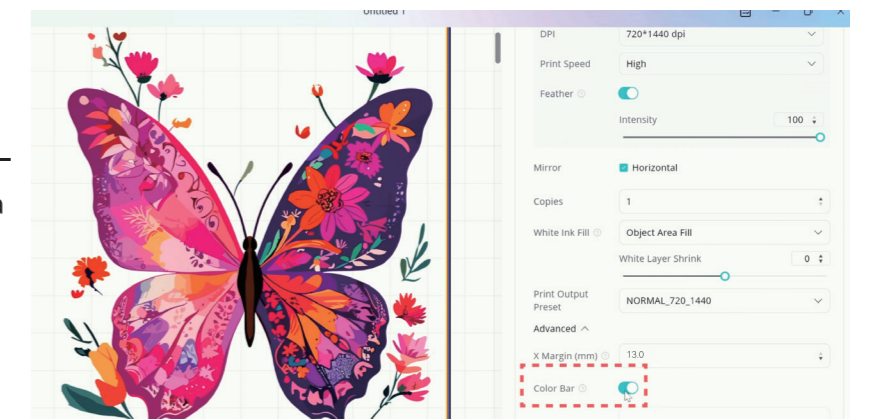 Untitled 1
DPI 720*1440 dpi
Print Speed High
Feather
Intensity 100
Mirror Horizontal
Copies 1
White Ink Fill Object Area Fill
White Layer Shrink 0
Print Output
Preset NORMAL_720_1440
Advanced
X Margin (mm) 13.0
Color Bar